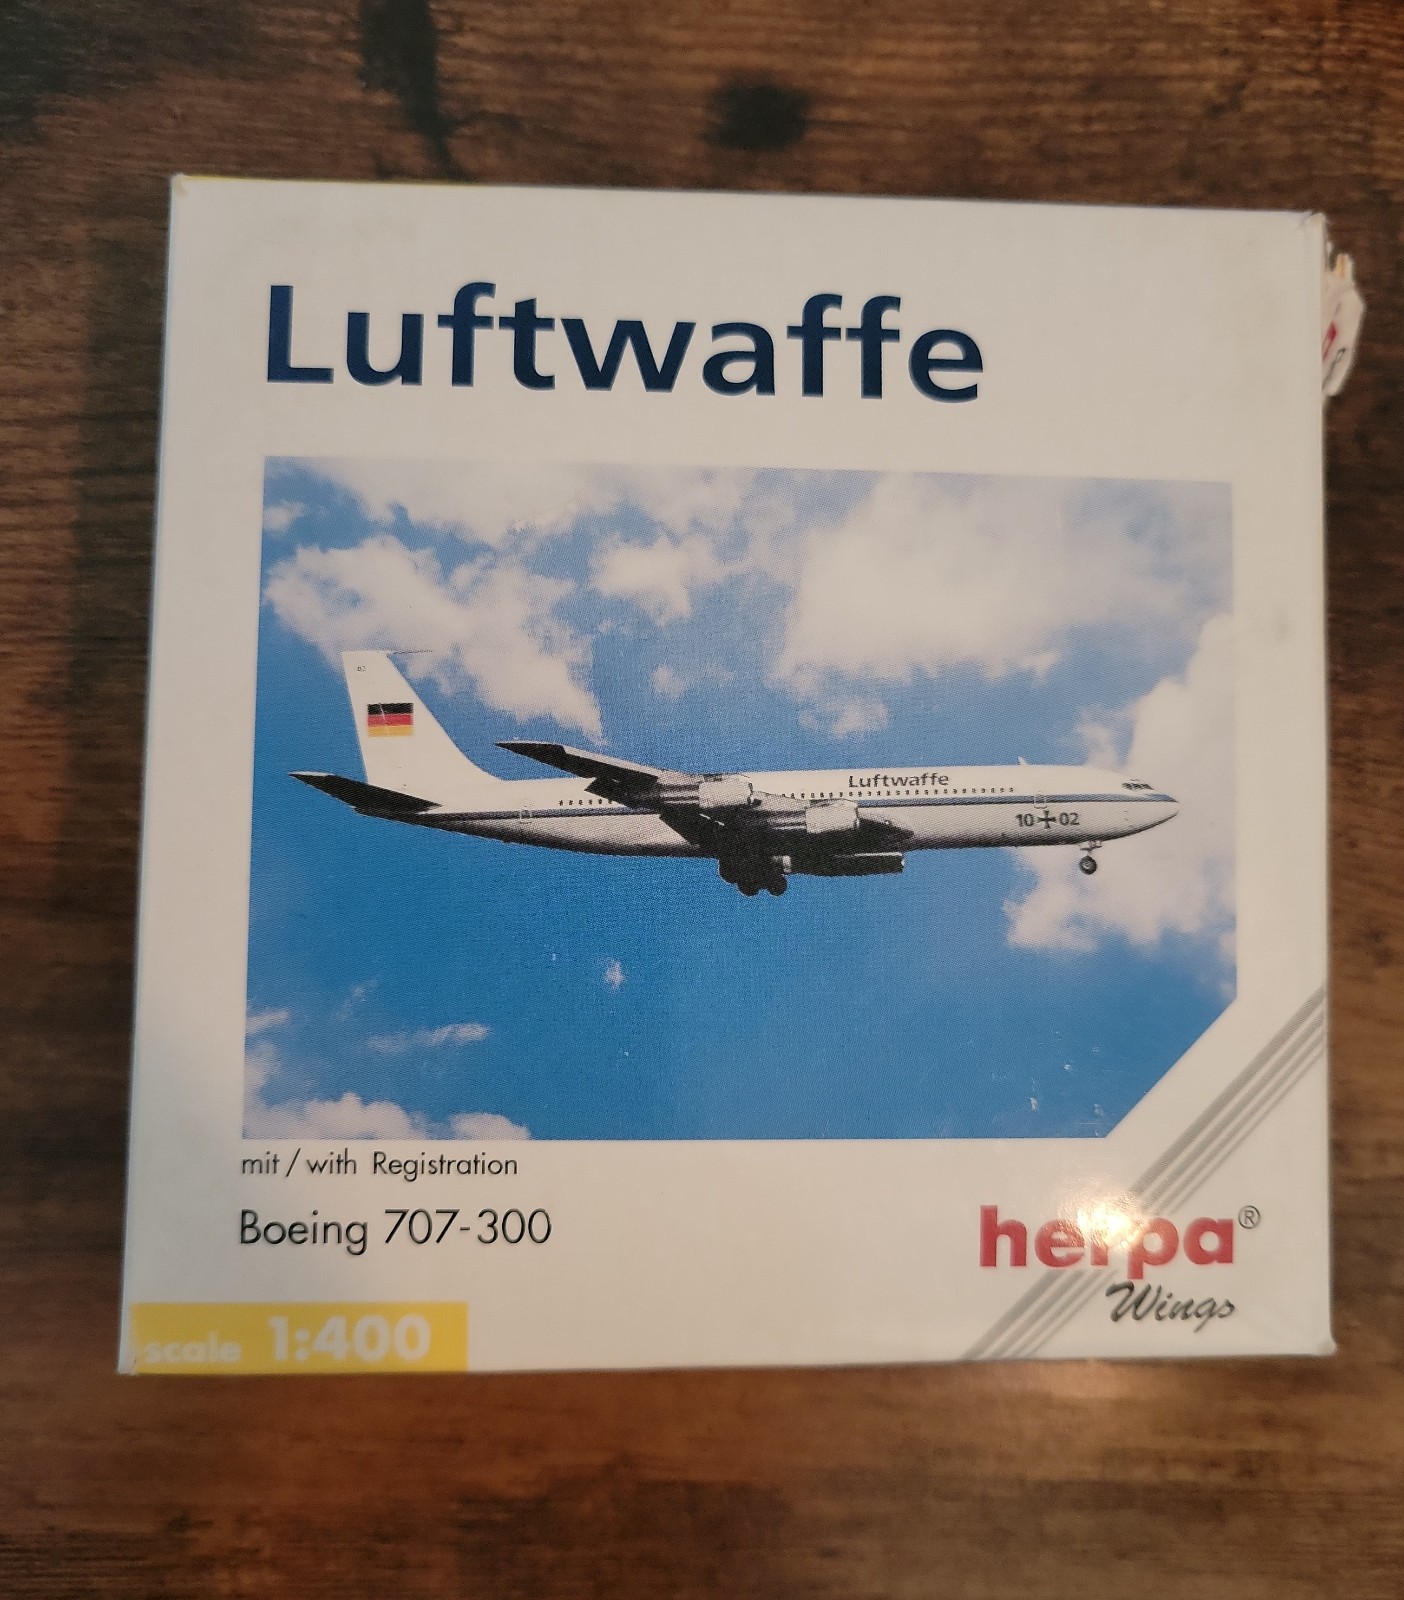 Luftwaffe
Luftwaffe
10 02
mit / with Registration
Boeing 707-300
herpa®
Wings
scale 1:400